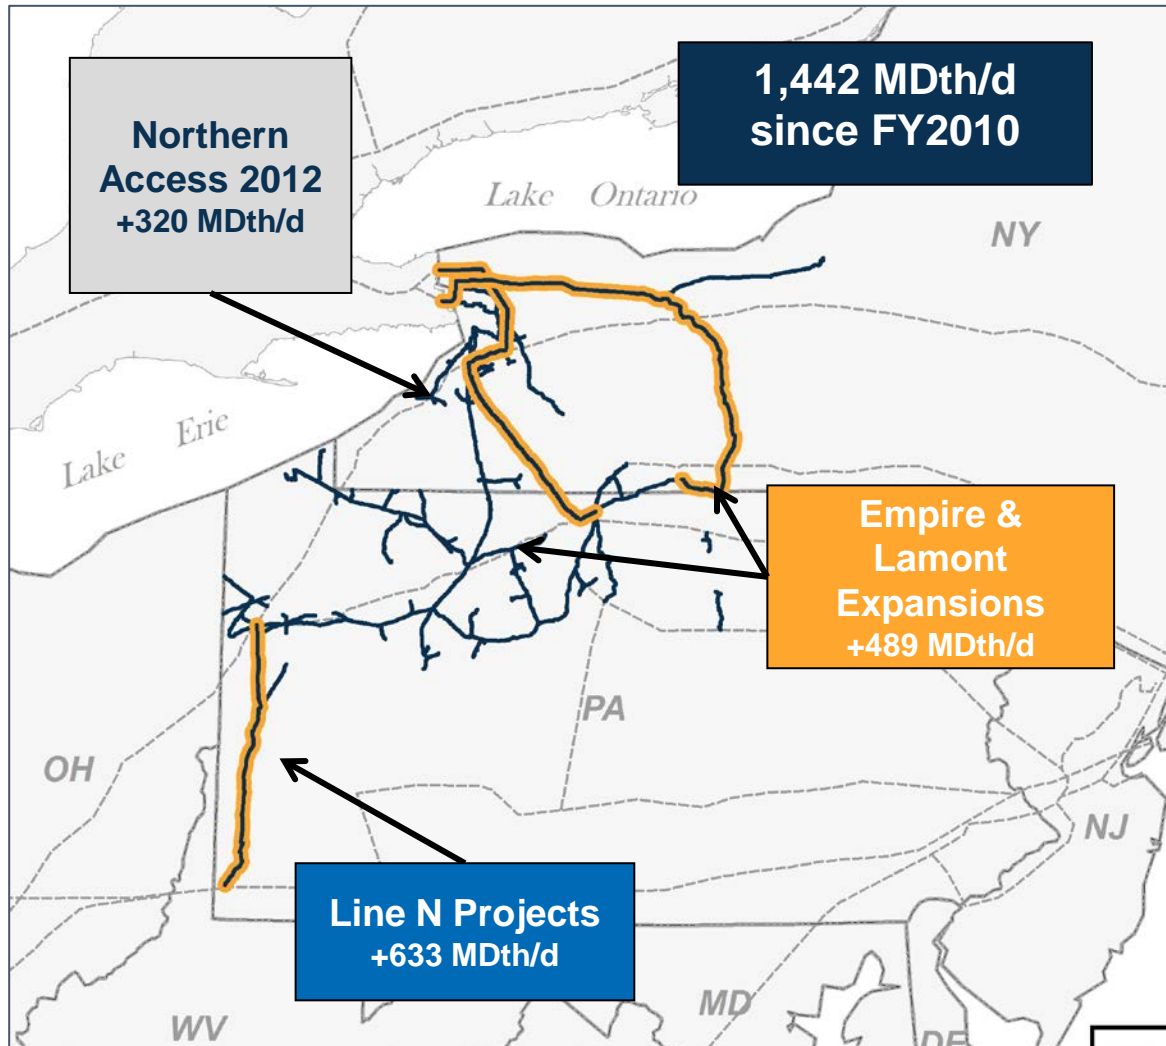 1,442 MDth/d
since FY2010
Northern
Access 2012
+320 MDth/d
Lake Ontario
NY
Lake Erie
Empire &
Lamont
Expansions
+489 MDth/d
PA
OH
NJ
Line N Projects
+633 MDth/d
MD
WV
DE